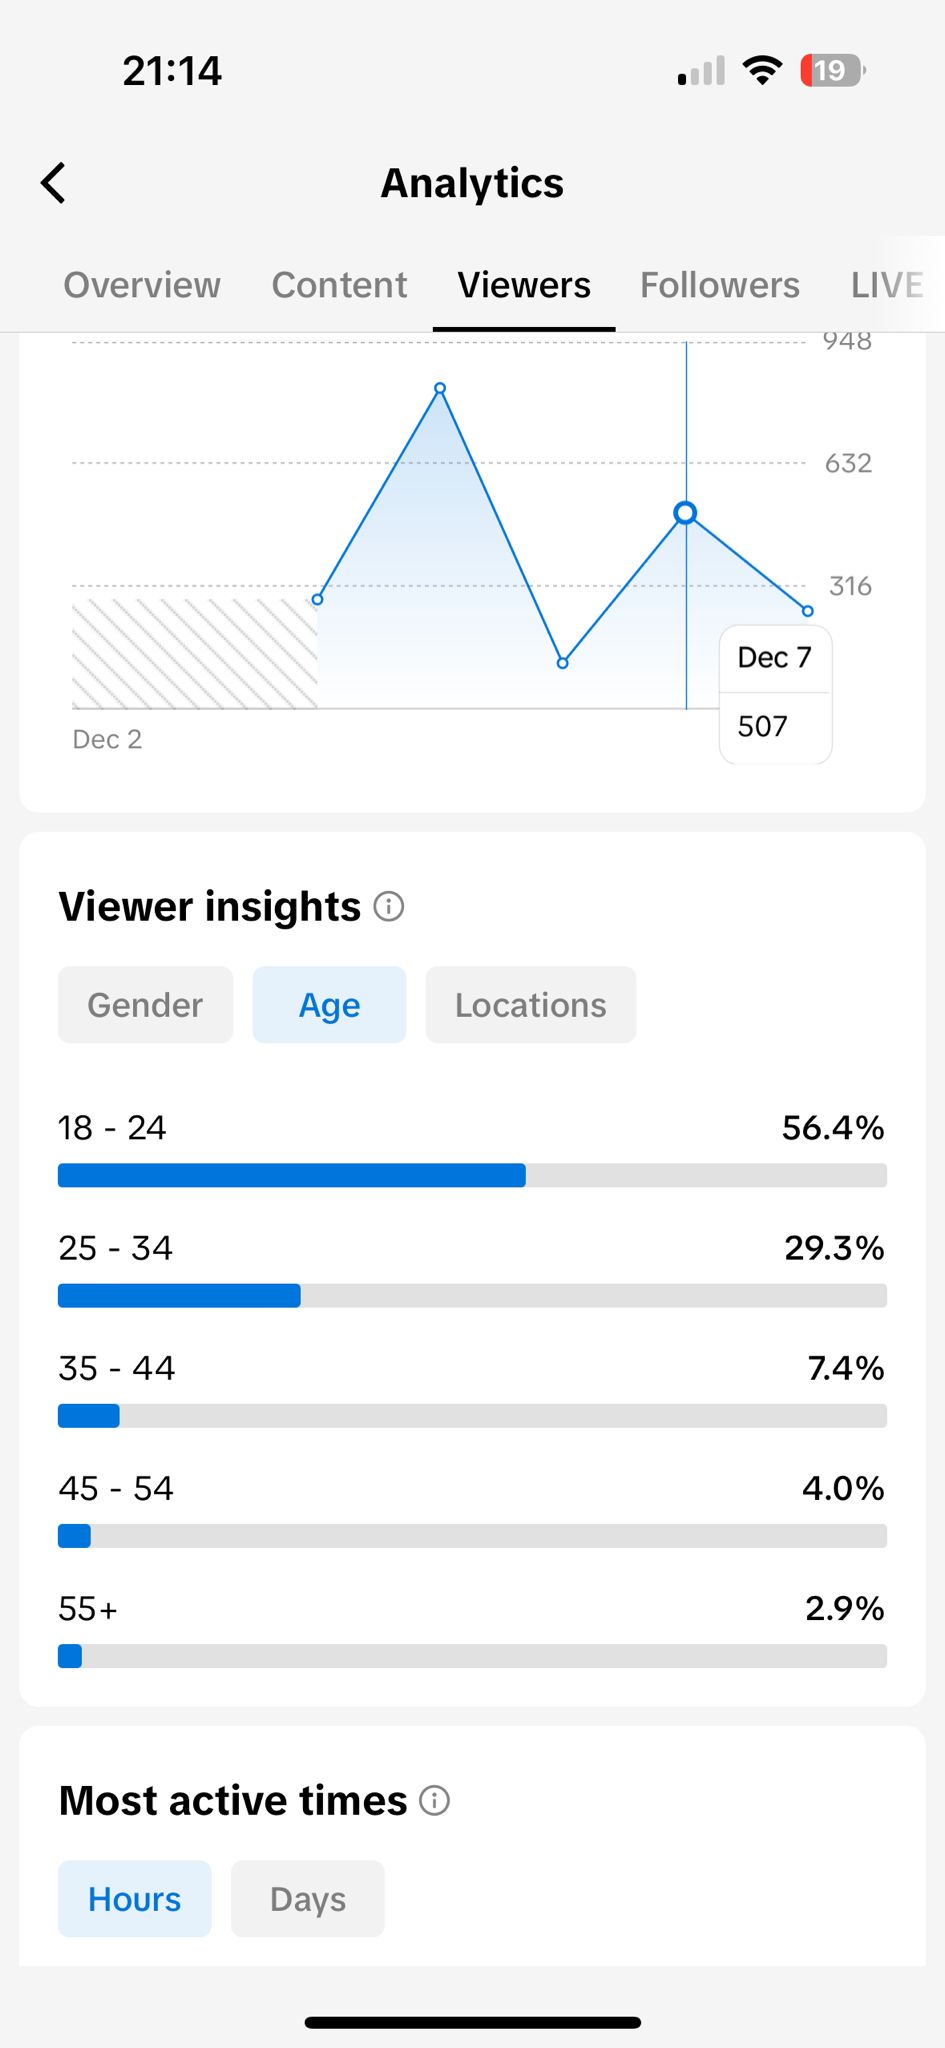 21:14
19
Analytics
Overview Content Viewers Followers LIVE
948
632
316
Dec 7
507
Dec 2
Viewer insights
Gender Age Locations
18 - 24 56.4%
25 - 34 29.3%
35 - 44 7.4%
45 - 54 4.0%
55+ 2.9%
Most active times
Hours Days